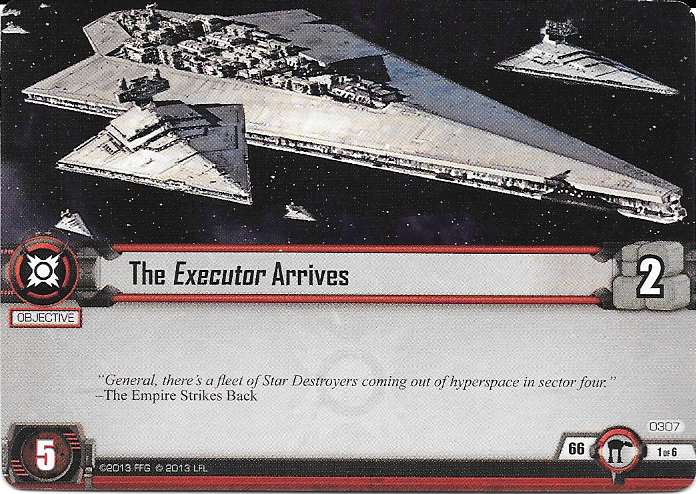 The Executor Arrives
2
OBJECTIVE
"General, there's a fleet of Star Destroyers coming out of hyperspace in sector four."
–The Empire Strikes Back
0307
5
66
1 of 6
©2013 FFG © 2013 LFL